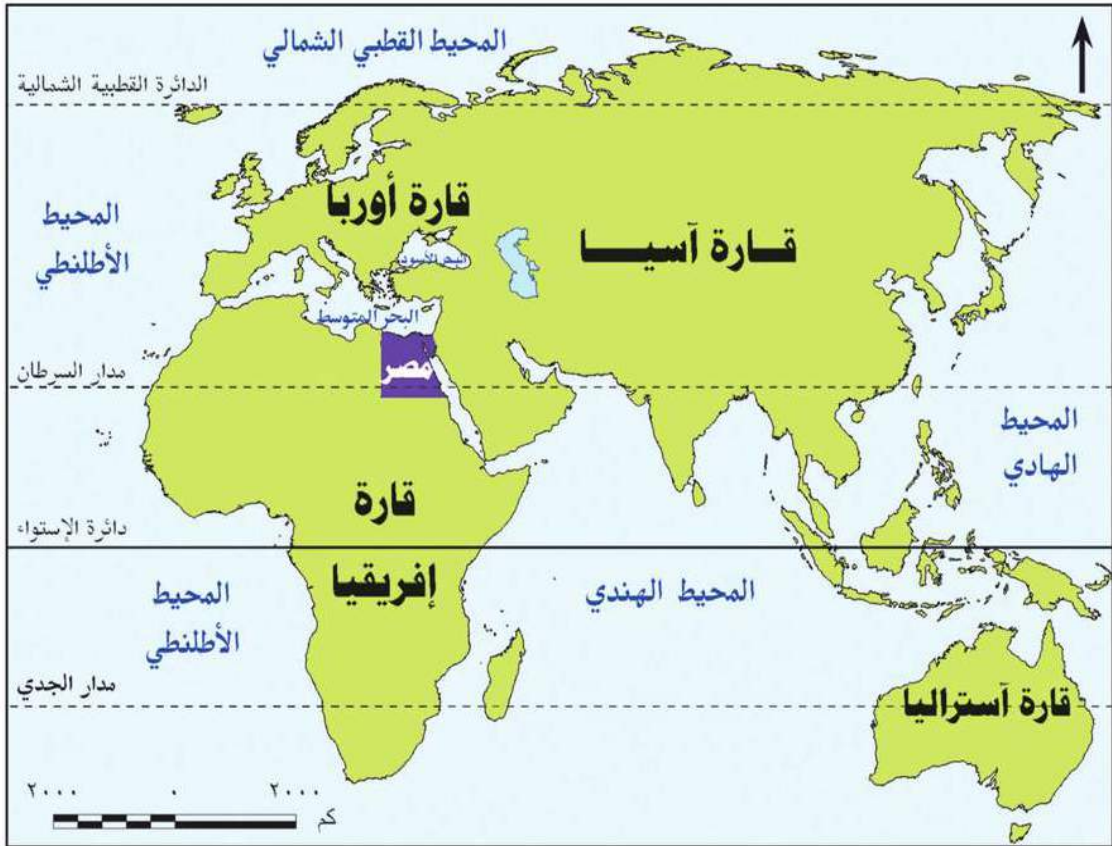 المحيط القطبي الشمالي
الدائرة القطبية الشمالية
قارة أوربا
المحيط
الأطلنطي
قارة آسيا
البحر الأسود
البحر المتوسط
مصر
مدار السرطان
المحيط
الهادي
قارة
إفريقيا
دائرة الإستواء
المحيط الهندي
المحيط
الأطلنطي
مدار الجدي
قارة آستراليا
٢٠٠٠ ٠ ٢٠٠٠
كم